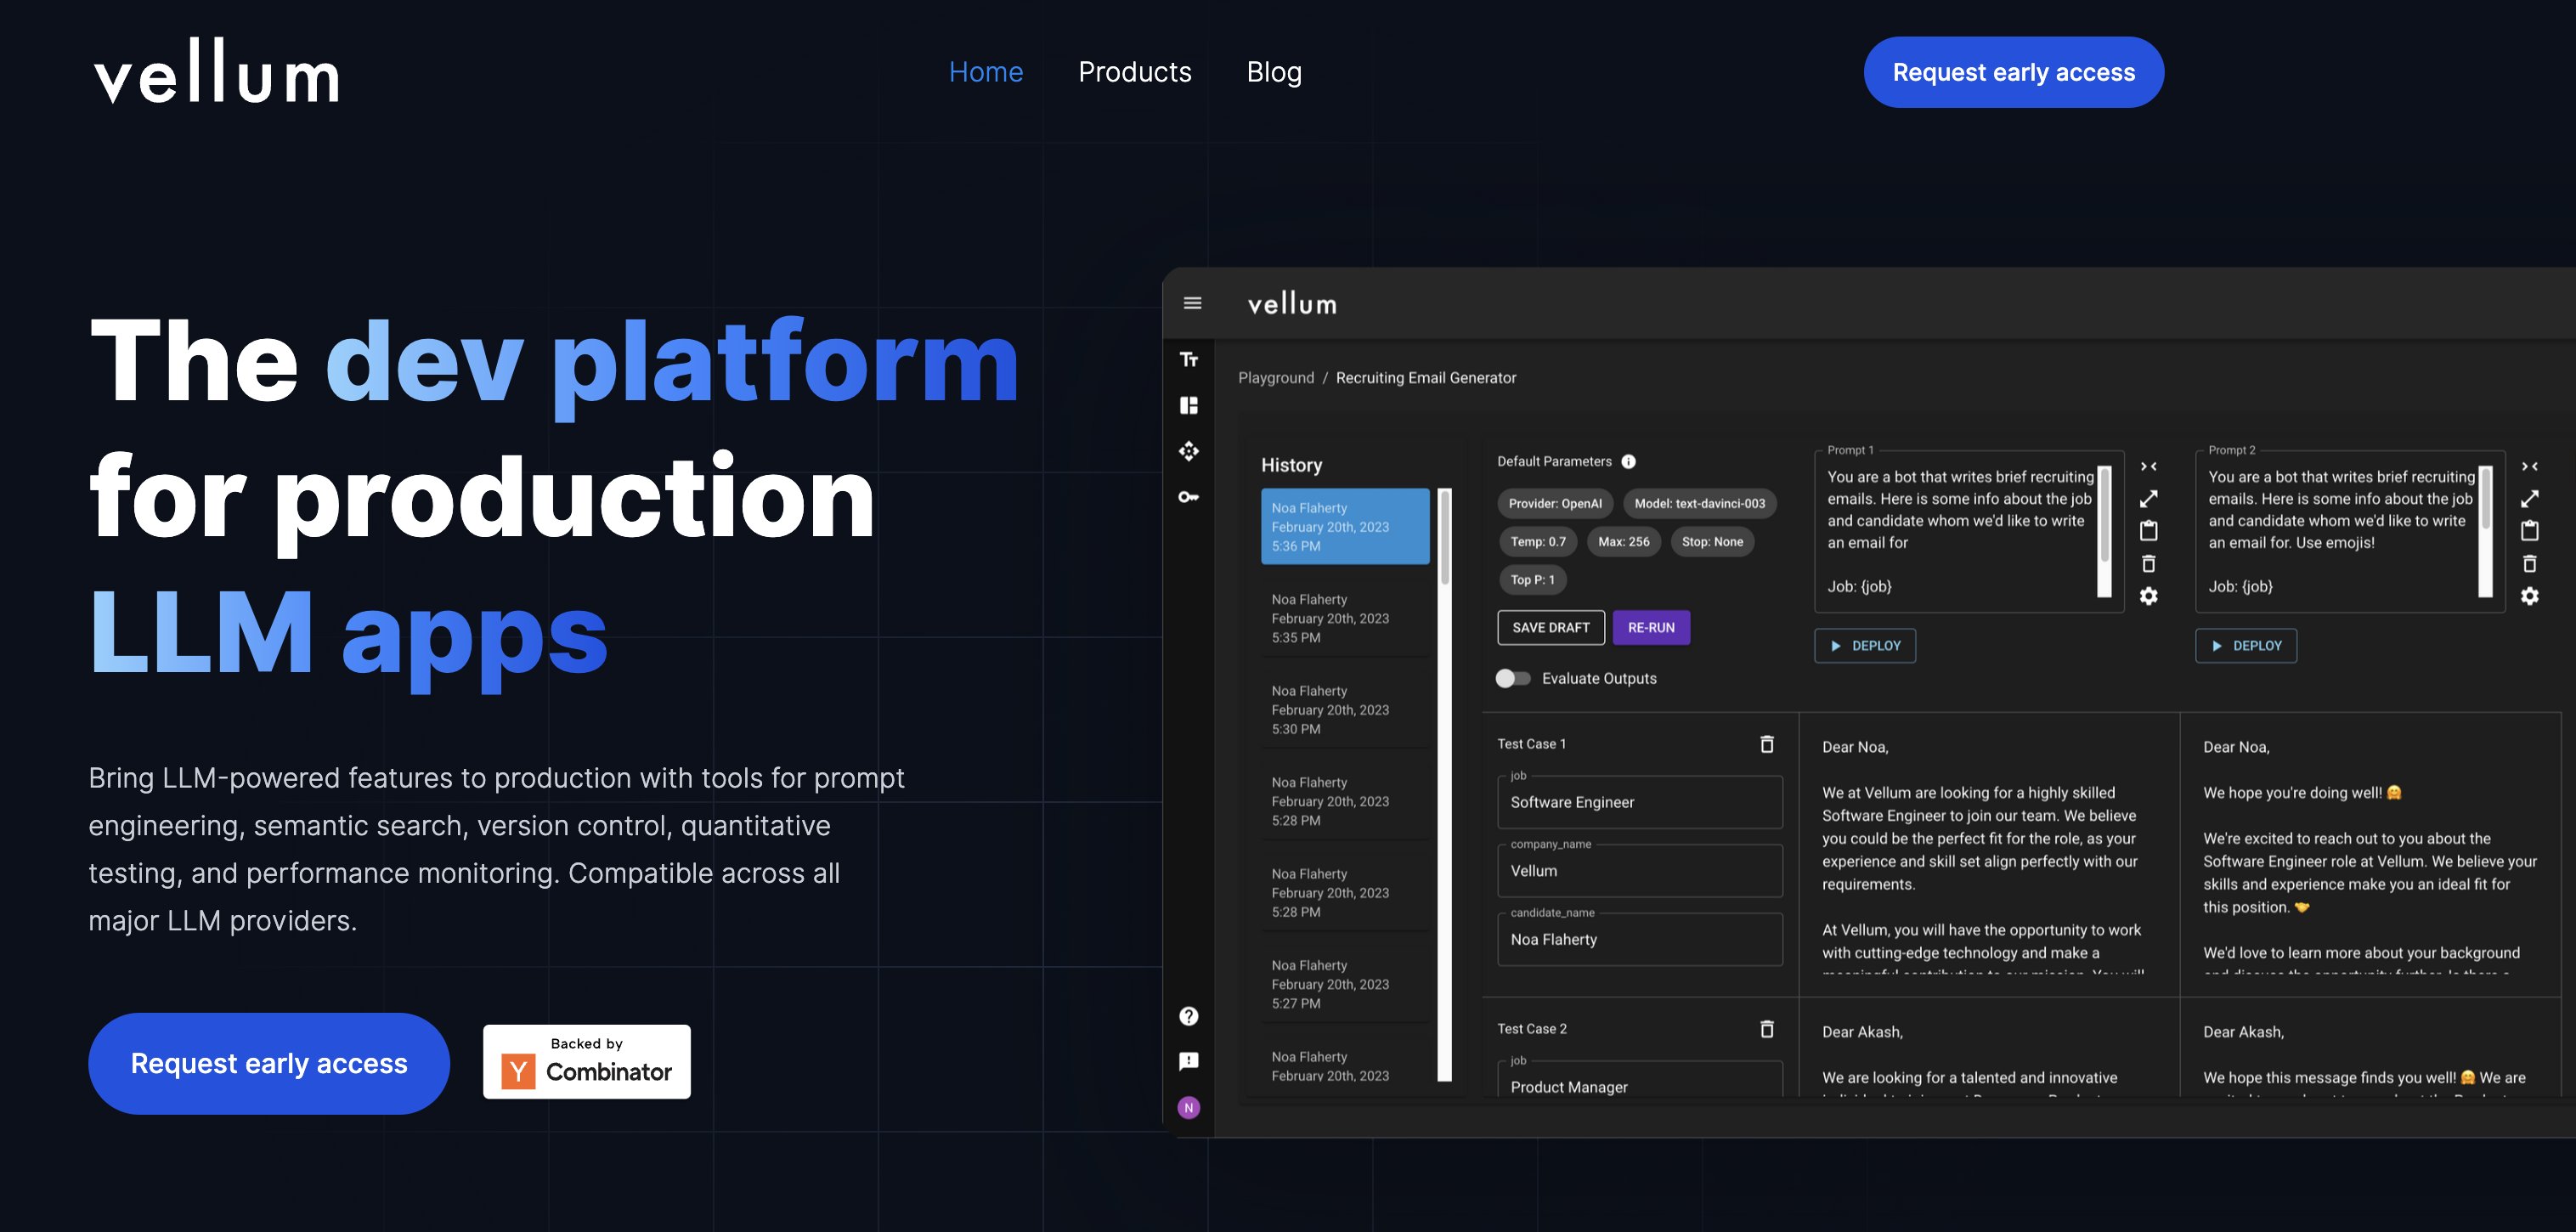 vellum
Home
Products
Blog
Request early access
The dev platform
for production
LLM apps
Bring LLM-powered features to production with tools for prompt
engineering, semantic search, version control, quantitative
testing, and performance monitoring. Compatible across all
major LLM providers.
Request early access
Backed by
Y Combinator
vellum
Playground / Recruiting Email Generator
History
Noa Flaherty
February 20th, 2023
5:36 PM
Noa Flaherty
February 20th, 2023
5:35 PM
Noa Flaherty
February 20th, 2023
5:30 PM
Noa Flaherty
February 20th, 2023
5:28 PM
Noa Flaherty
February 20th, 2023
5:28 PM
Noa Flaherty
February 20th, 2023
5:27 PM
Noa Flaherty
February 20th, 2023
N
Default Parameters
Provider: OpenAI
Model: text-davinci-003
Temp: 0.7
Max: 256
Stop: None
Top P: 1
SAVE DRAFT
RE-RUN
Evaluate Outputs
Prompt 1
You are a bot that writes brief recruiting
emails. Here is some info about the job
and candidate whom we'd like to write
an email for
Job: {job}
DEPLOY
Prompt 2
You are a bot that writes brief recruiting
emails. Here is some info about the job
and candidate whom we'd like to write
an email for. Use emojis!
Job: {job}
DEPLOY
Test Case 1
job
Software Engineer
company_name
Vellum
candidate_name
Noa Flaherty
Dear Noa,
We at Vellum are looking for a highly skilled
Software Engineer to join our team. We believe
you could be the perfect fit for the role, as your
experience and skill set align perfectly with our
requirements.
At Vellum, you will have the opportunity to work
with cutting-edge technology and make a
meaningful contribution to our mission. You will
Dear Noa,
We hope you're doing well! 🤗
We're excited to reach out to you about the
Software Engineer role at Vellum. We believe your
skills and experience make you an ideal fit for
this position. 🤝
We'd love to learn more about your background
and discuss the opportunity further. Is there a
Test Case 2
job
Product Manager
Dear Akash,
We are looking for a talented and innovative
Dear Akash,
We hope this message finds you well! 🤗 We are